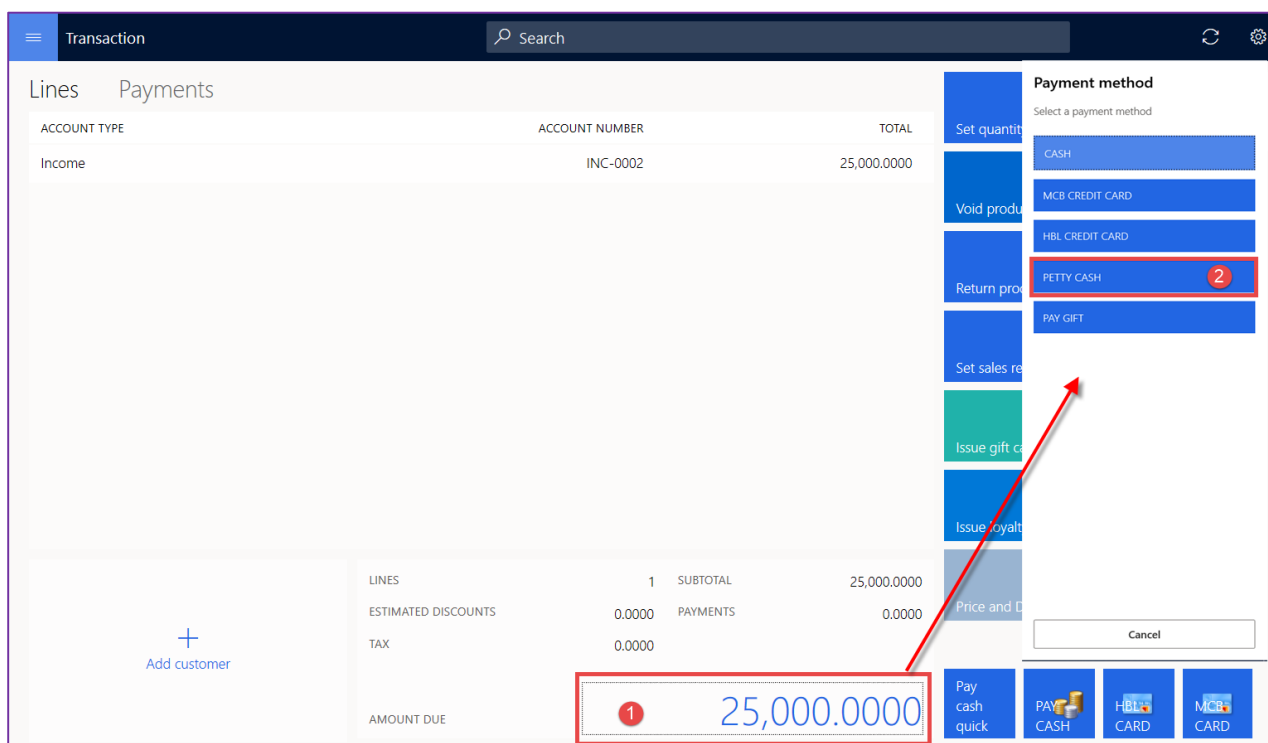 Transaction
Search
Lines Payments
ACCOUNT TYPE ACCOUNT NUMBER TOTAL
Income INC-0002 25,000.0000
Set quantit
Void produ
Return prod
Set sales re
Issue gift ca
Issue loyalt
Price and D
Payment method
Select a payment method
CASH
MCB CREDIT CARD
HBL CREDIT CARD
PETTY CASH 2
PAY GIFT
Cancel
Add customer
LINES 1 SUBTOTAL 25,000.0000
ESTIMATED DISCOUNTS 0.0000 PAYMENTS 0.0000
TAX 0.0000
AMOUNT DUE 1 25,000.0000
Pay
cash
quick
PAY
CASH
HBL
CARD
MCB
CARD